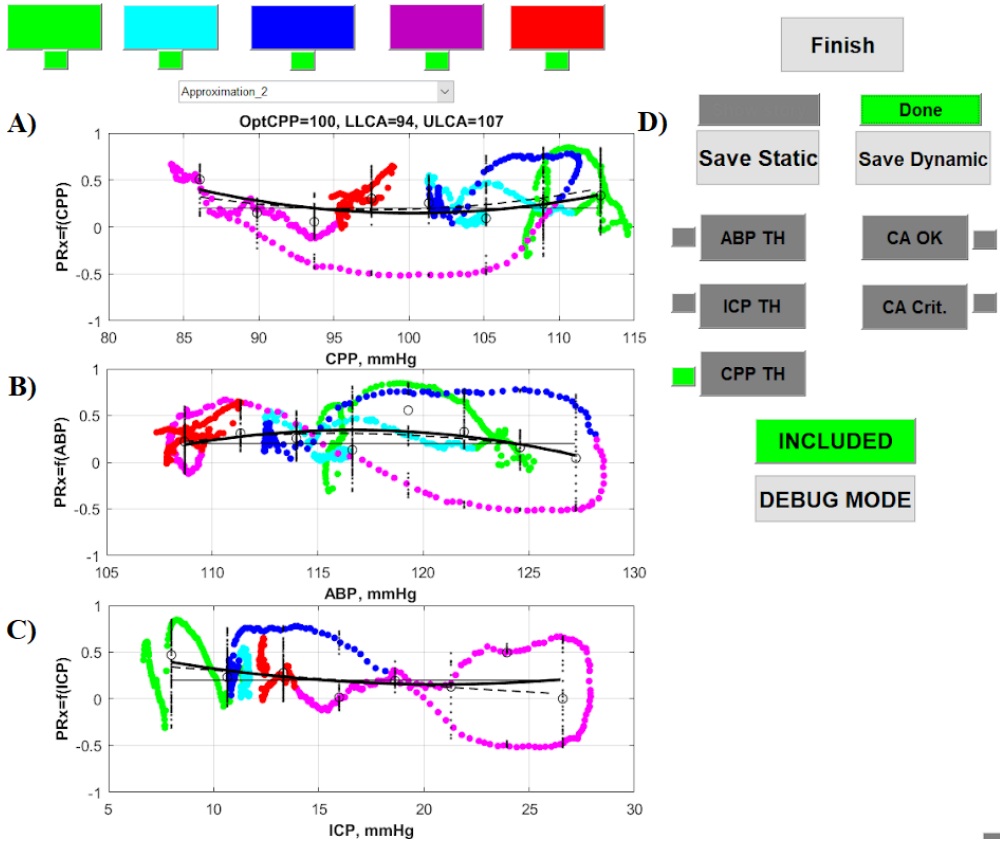 Finish
Approximation_2
A)
OptCPP=100, LLCA=94, ULCA=107
D)
Done
Save Static
Save Dynamic
ABP TH
CA OK
ICP TH
CA Crit.
CPP TH
INCLUDED
DEBUG MODE
PRx=f(CPP)
1
0.5
0
-0.5
-1
80
85
90
95
100
105
110
115
CPP, mmHg
B)
PRx=f(ABP)
1
0.5
0
-0.5
-1
105
110
115
120
125
130
ABP, mmHg
C)
PRx=f(ICP)
1
0.5
0
-0.5
-1
5
10
15
20
25
30
ICP, mmHg